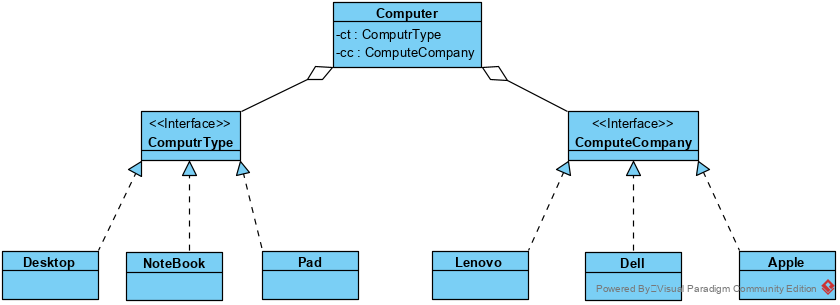 Computer
-ct : ComputrType
-cc : ComputeCompany
<<Interface>>
ComputrType
<<Interface>>
ComputeCompany
Desktop
NoteBook
Pad
Lenovo
Dell
Apple
Powered By Visual Paradigm Community Edition